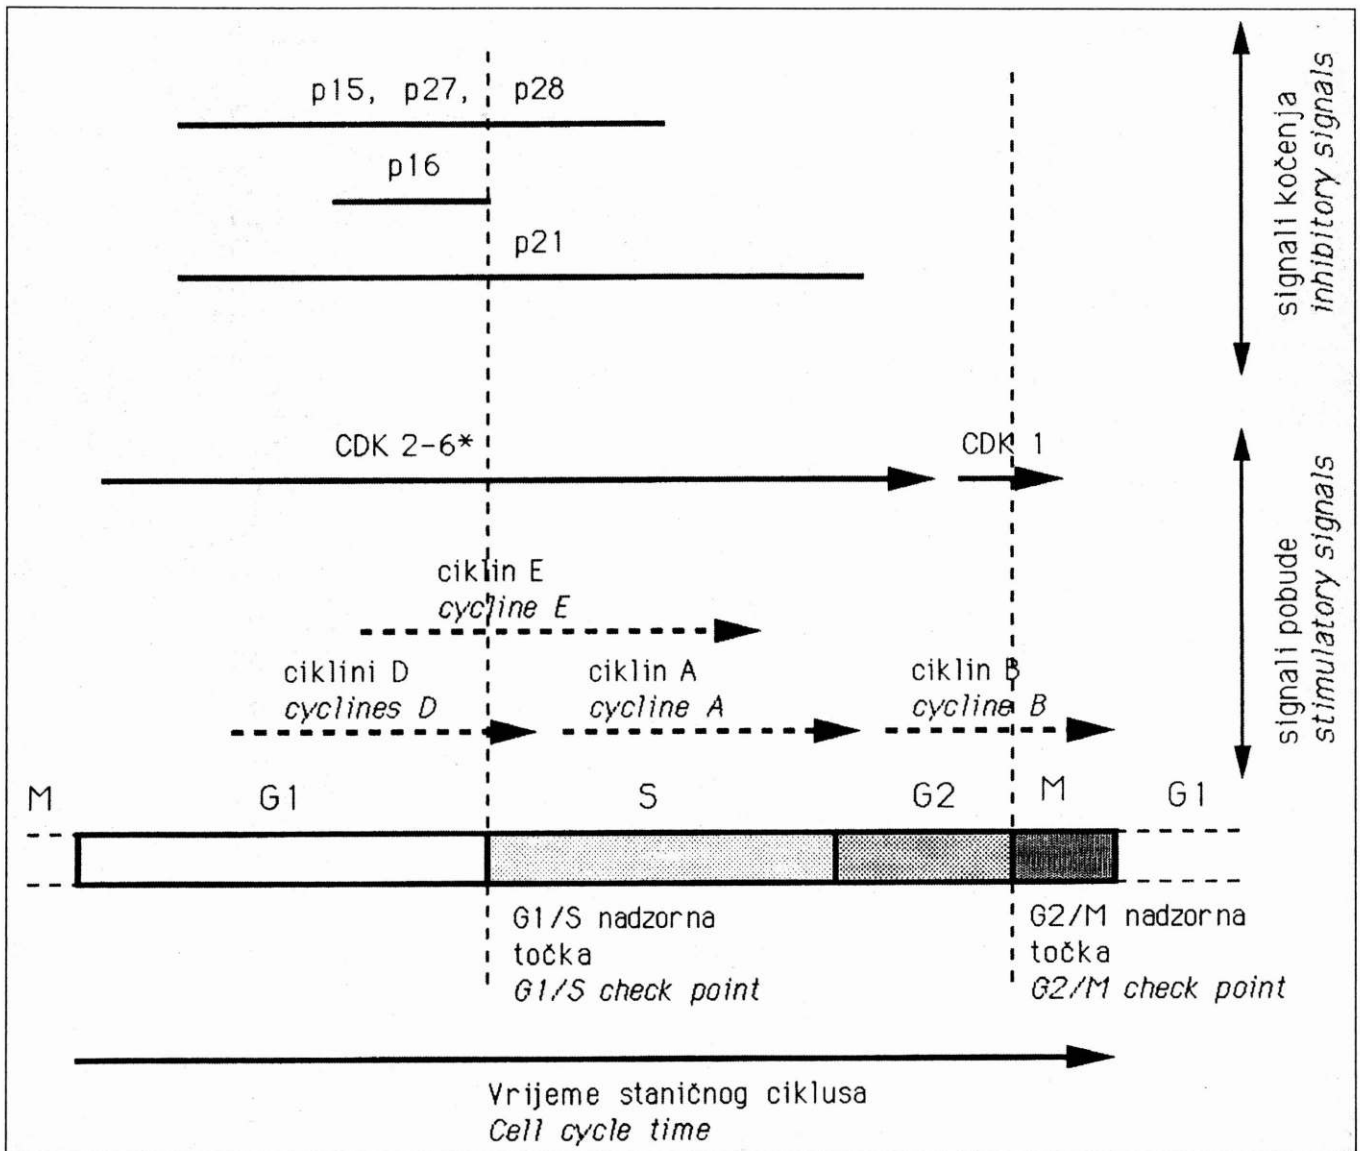 p15, p27, p28
p16
p21
signali kočenja
inhibitory signals
CDK 2-6*
CDK 1
ciklin E
cycline E
ciklini D
cyclines D
ciklin A
cycline A
ciklin B
cycline B
signali pobude
stimulatory signals
M
G1
S
G2
M
G1
G1/S nadzorna
točka
G1/S check point
G2/M nadzorna
točka
G2/M check point
Vrijeme staničnog ciklusa
Cell cycle time